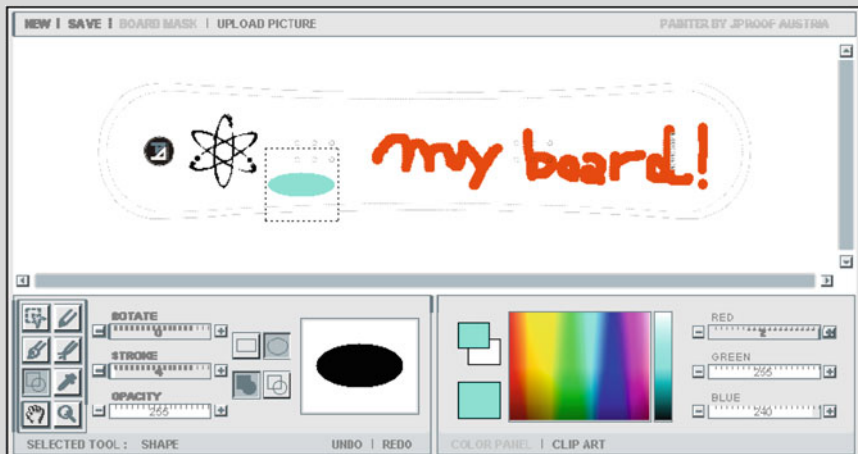 NEW | SAVE | BOARD MASK | UPLOAD PICTURE
PAINTER BY JPROOF AUSTRIA
my board!
ROTATE
0
STROKE
4
OPACITY
255
RED
GREEN
255
BLUE
240
SELECTED TOOL : SHAPE
UNDO | REDO
COLOR PANEL | CLIP ART